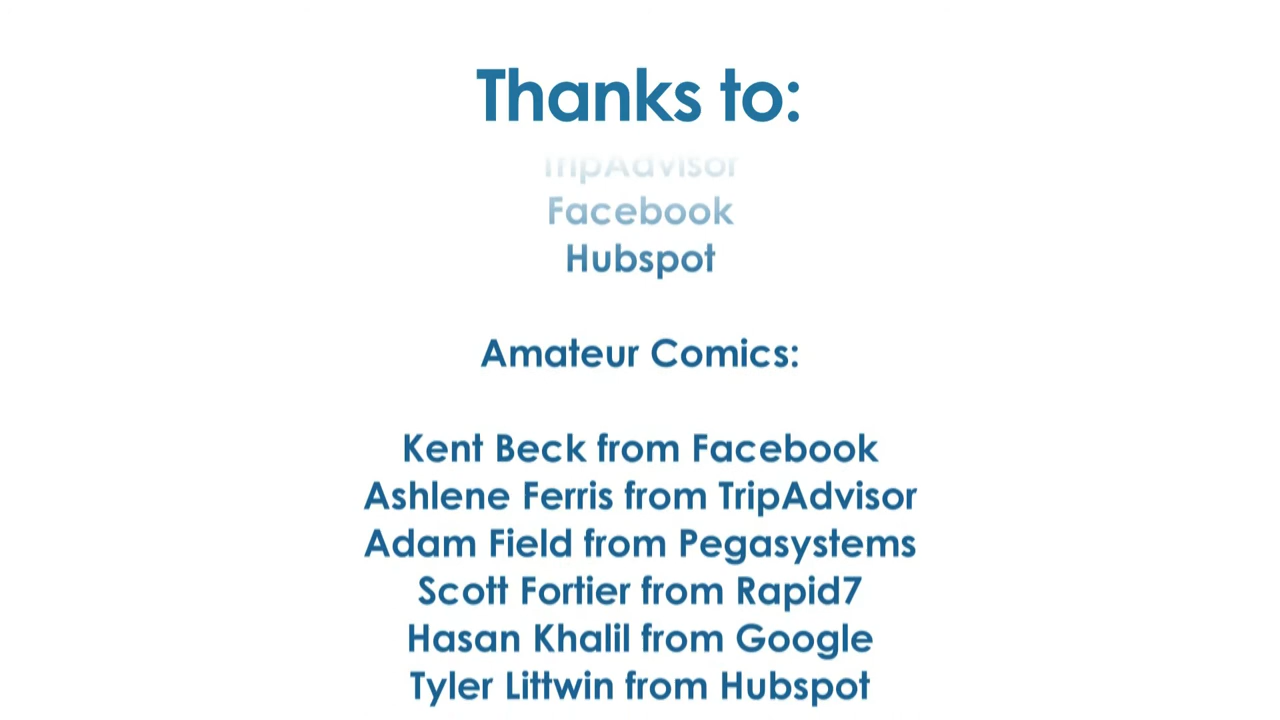 Thanks to:
TripAdvisor
Facebook
Hubspot
Amateur Comics:
Kent Beck from Facebook
Ashlene Ferris from TripAdvisor
Adam Field from Pegasystems
Scott Fortier from Rapid7
Hasan Khalil from Google
Tyler Littwin from Hubspot